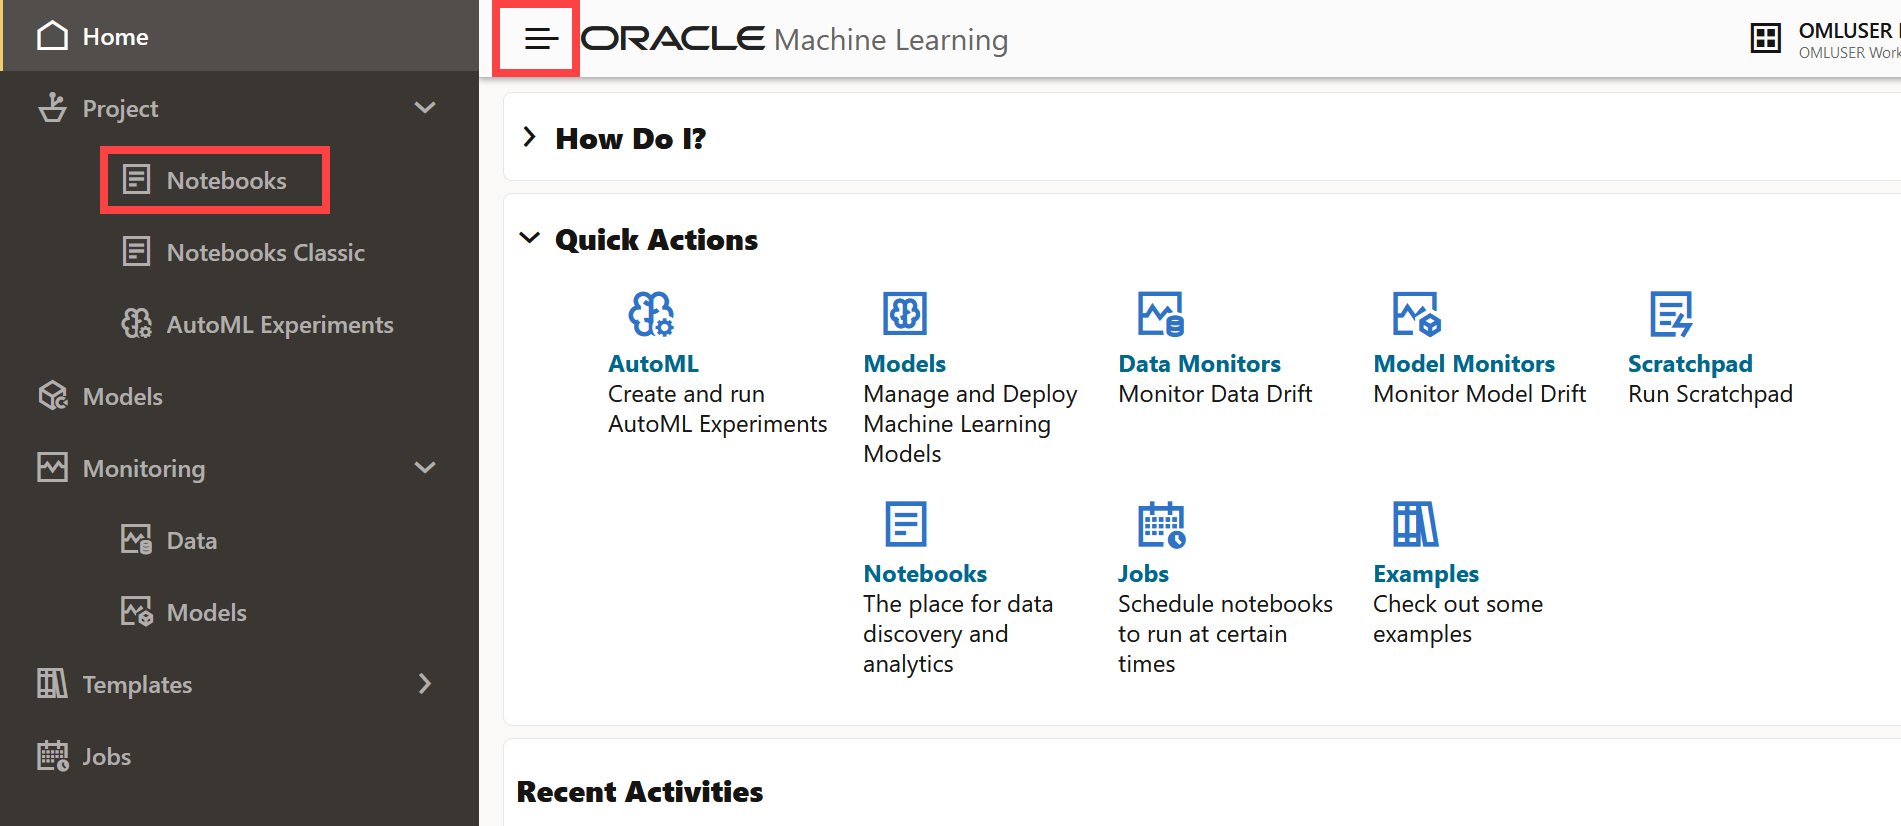 Home
Project
Notebooks
Notebooks Classic
AutoML Experiments
Models
Monitoring
Data
Models
Templates
Jobs
ORACLE Machine Learning
OMLUSER
OMLUSER Work
How Do I?
Quick Actions
AutoML
Create and run
AutoML Experiments
Models
Manage and Deploy
Machine Learning
Models
Data Monitors
Monitor Data Drift
Model Monitors
Monitor Model Drift
Scratchpad
Run Scratchpad
Notebooks
The place for data
discovery and
analytics
Jobs
Schedule notebooks
to run at certain
times
Examples
Check out some
examples
Recent Activities